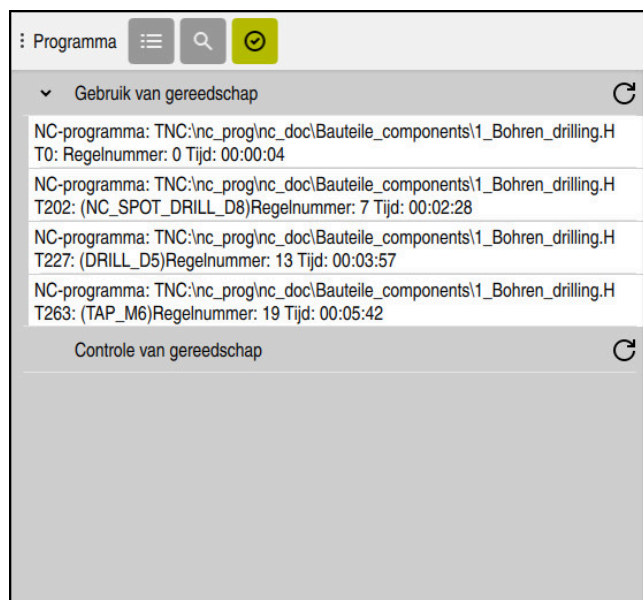 Programma
Gebruik van gereedschap
NC-programma: TNC:\nc_prog\nc_doc\Bauteile_components\1_Bohren_drilling.H
T0: Regelnummer: 0 Tijd: 00:00:04
NC-programma: TNC:\nc_prog\nc_doc\Bauteile_components\1_Bohren_drilling.H
T202: (NC_SPOT_DRILL_D8)Regelnummer: 7 Tijd: 00:02:28
NC-programma: TNC:\nc_prog\nc_doc\Bauteile_components\1_Bohren_drilling.H
T227: (DRILL_D5)Regelnummer: 13 Tijd: 00:03:57
NC-programma: TNC:\nc_prog\nc_doc\Bauteile_components\1_Bohren_drilling.H
T263: (TAP_M6)Regelnummer: 19 Tijd: 00:05:42
Controle van gereedschap